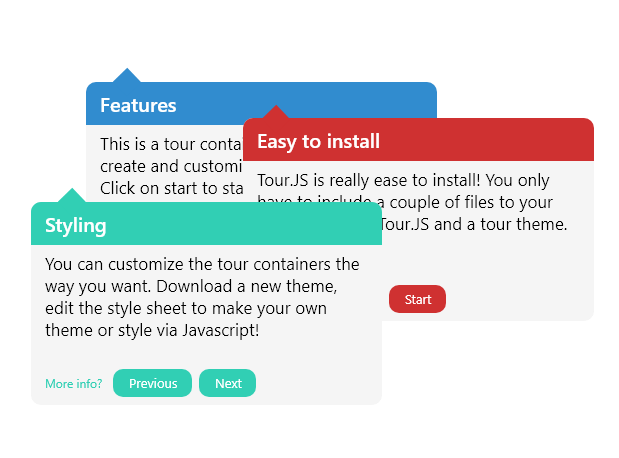 Features
This is a tour
create and
Click on start to
Easy to install
Tour.JS is really ease to install! You only
have to include a couple of files to your
Tour.JS and a tour theme.
Start
Styling
You can customize the tour containers the
way you want. Download a new theme,
edit the style sheet to make your own
theme or style via Javascript!
More info?
Previous
Next